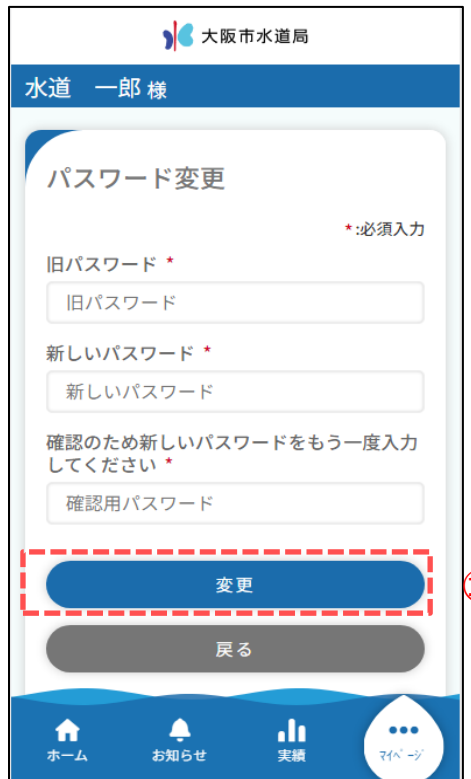 大阪市水道局
水道　一郎 様
パスワード変更
*:必須入力
旧パスワード *
旧パスワード
新しいパスワード *
新しいパスワード
確認のため新しいパスワードをもう一度入力
してください *
確認用パスワード
変更
戻る
ホーム
お知らせ
実績
ﾏｲﾍﾟｰｼﾞ